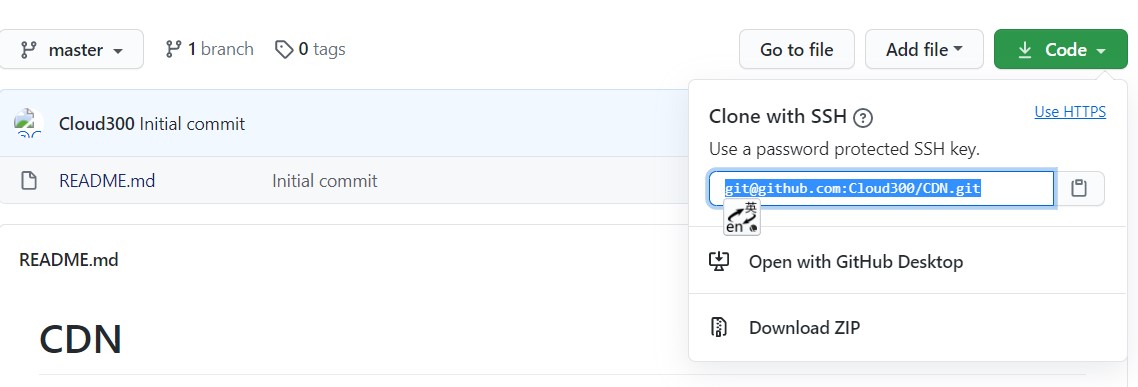 master 1 branch 0 tags Go to file Add file Code
Cloud300 Initial commit
README.md Initial commit
README.md
CDN
Clone with SSH Use HTTPS
Use a password protected SSH key.
git@github.com:Cloud300/CDN.git
英
en
Open with GitHub Desktop
Download ZIP